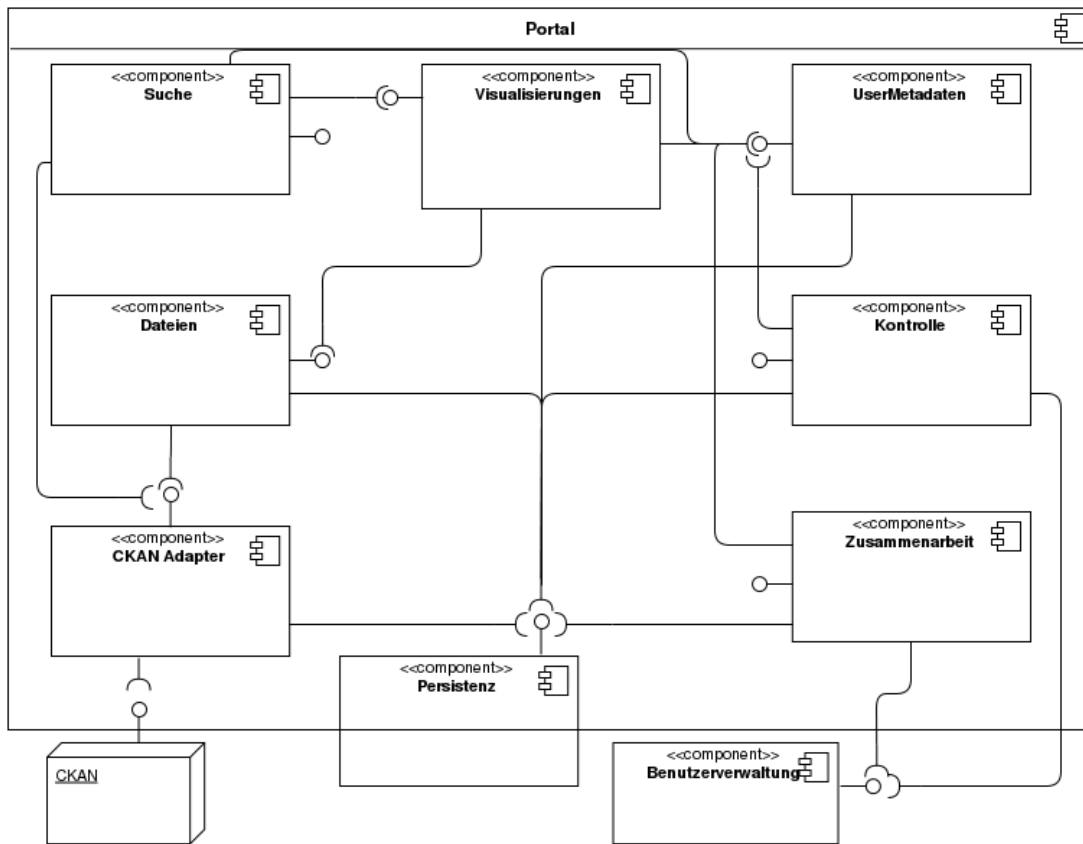 Portal
<<component>>
Suche
<<component>>
Visualisierungen
<<component>>
UserMetadaten
<<component>>
Dateien
<<component>>
Kontrolle
<<component>>
CKAN Adapter
<<component>>
Zusammenarbeit
<<component>>
Persistenz
CKAN
<<component>>
Benutzerverwaltung